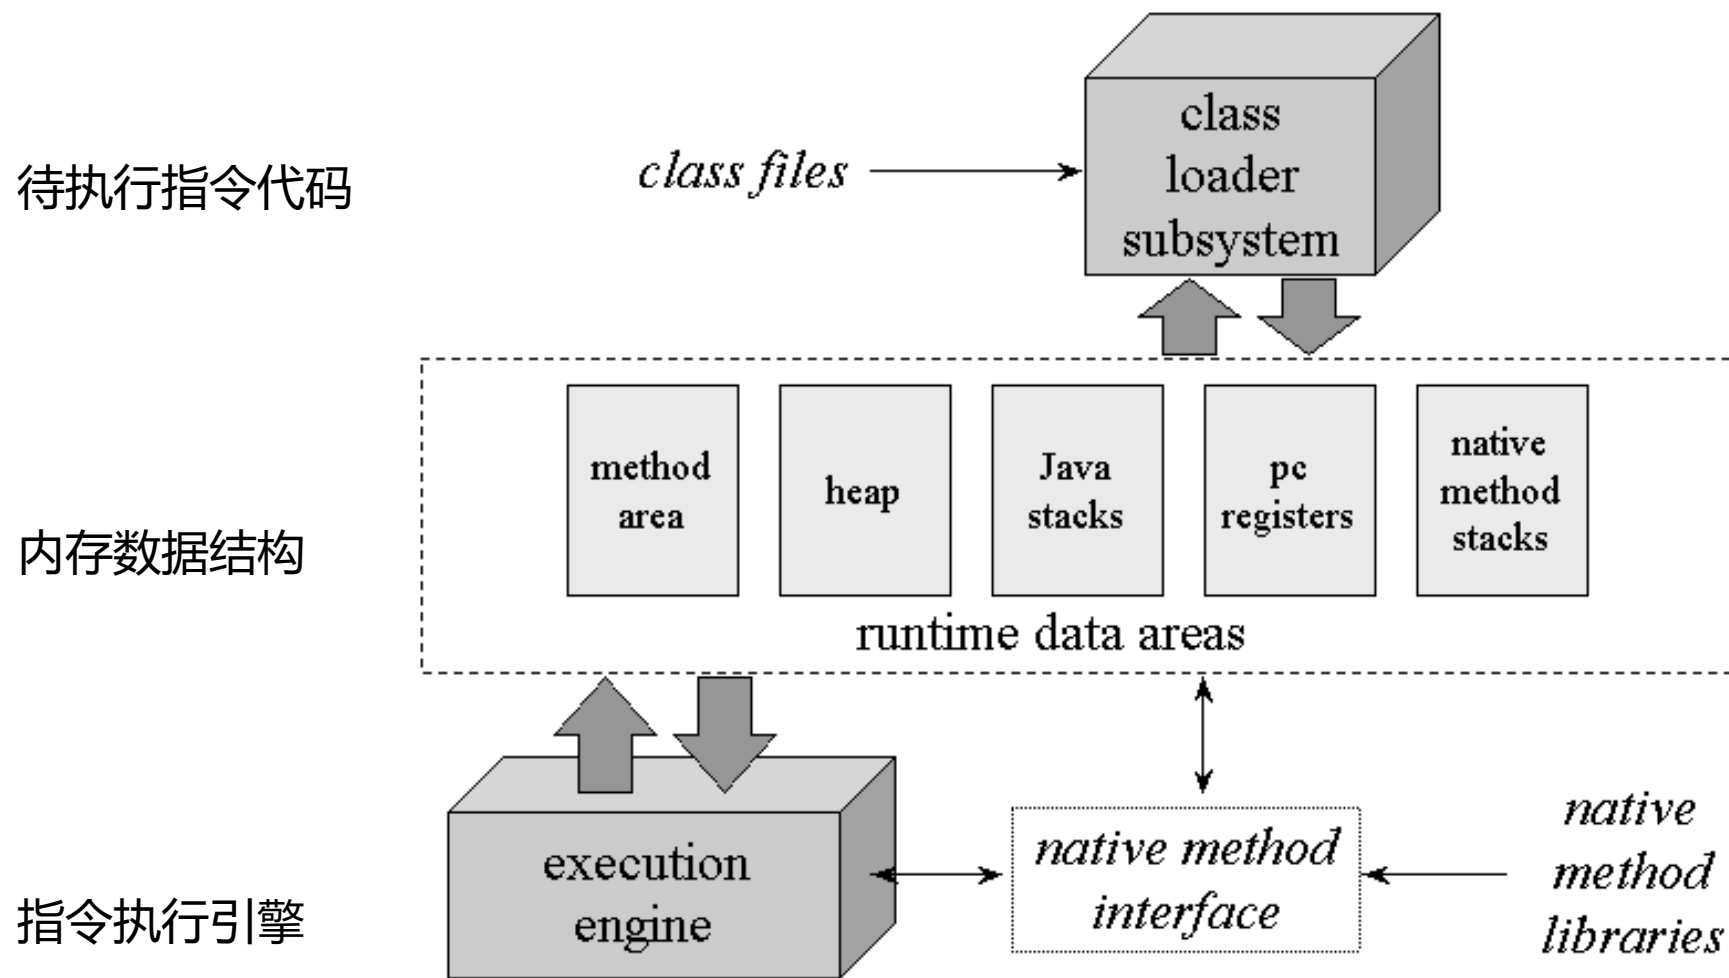 class
loader
subsystem
class files
待执行指令代码
method
area
heap
Java
stacks
pc
registers
native
method
stacks
runtime data areas
内存数据结构
execution
engine
native method
interface
native
method
libraries
指令执行引擎